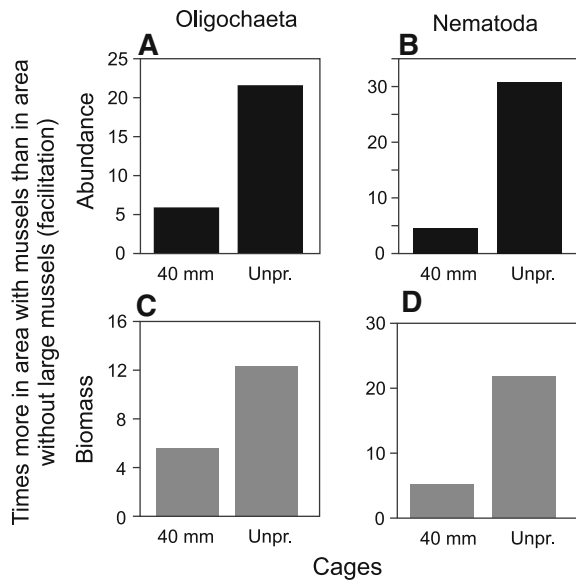 Oligochaeta
Nematoda
Times more in area with mussels than in area
without large mussels (facilitation)
Abundance
A
25
20
15
10
5
0
40 mm Unpr.
B
30
20
10
0
40 mm Unpr.
Biomass
C
16
12
8
4
0
40 mm Unpr.
D
30
20
10
0
40 mm Unpr.
Cages